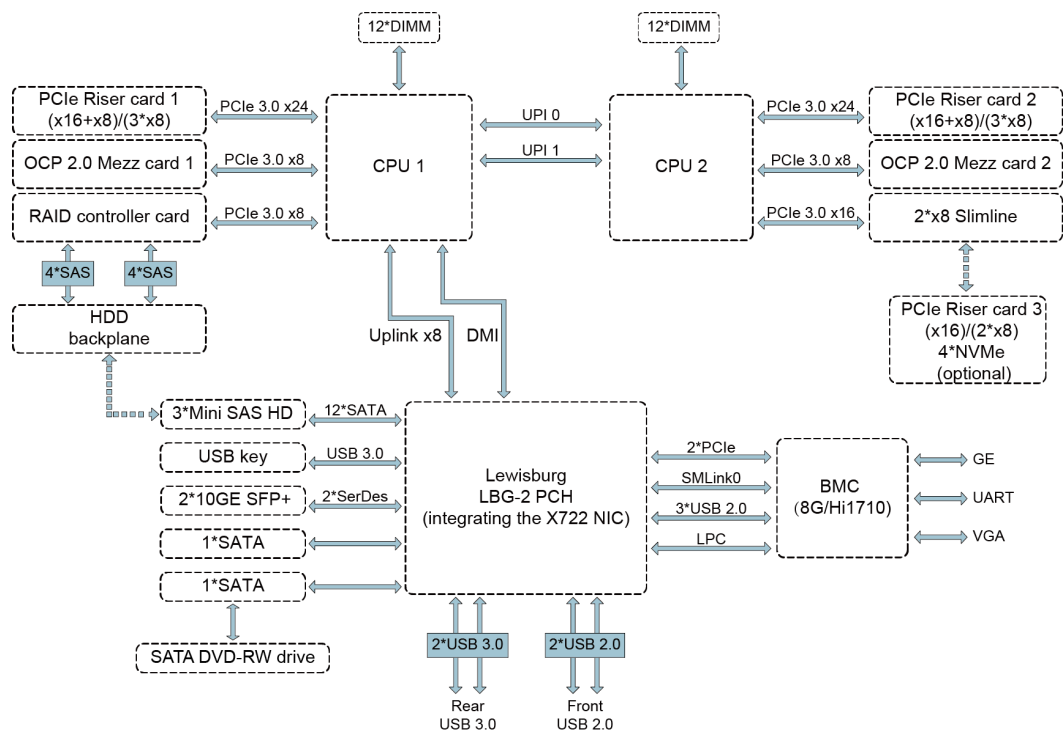 12*DIMM
12*DIMM
PCIe Riser card 1
(x16+x8)/(3*x8)
PCIe 3.0 x24
OCP 2.0 Mezz card 1
PCIe 3.0 x8
RAID controller card
PCIe 3.0 x8
CPU 1
UPI 0
UPI 1
CPU 2
PCIe 3.0 x24
PCIe Riser card 2
(x16+x8)/(3*x8)
PCIe 3.0 x8
OCP 2.0 Mezz card 2
PCIe 3.0 x16
2*x8 Slimline
4*SAS
4*SAS
HDD
backplane
Uplink x8
DMI
PCIe Riser card 3
(x16)/(2*x8)
4*NVMe
(optional)
3*Mini SAS HD
12*SATA
USB key
USB 3.0
2*10GE SFP+
2*SerDes
1*SATA
1*SATA
SATA DVD-RW drive
Lewisburg
LBG-2 PCH
(integrating the X722 NIC)
2*PCIe
SMLink0
3*USB 2.0
LPC
BMC
(8G/Hi1710)
GE
UART
VGA
2*USB 3.0
2*USB 2.0
Rear
USB 3.0
Front
USB 2.0